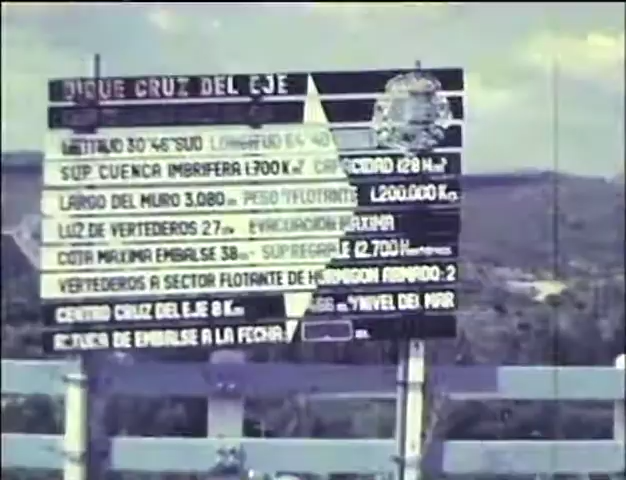 DIQUE CRUZ DEL EJE
LATITUD 30°46" SUD LONGITUD 64°40
SUP. CUENCA IMBRIFERA 1.700 Km² CAPACIDAD 128 Hm³
LARGO DEL MURO 3.080 m PESO Y/FLOTANTE 1.200.000 Kg
LUZ DE VERTEDEROS 27 m EVACUACION MAXIMA
COTA MAXIMA EMBALSE 38 m SUP. REGABLE 12.700
VERTEDEROS A SECTOR FLOTANTE DE HORMIGON ARMADO: 2
CENTRO CRUZ DEL EJE 8 Km NIVEL DEL MAR
ALTURA DE EMBALSE A LA FECHA